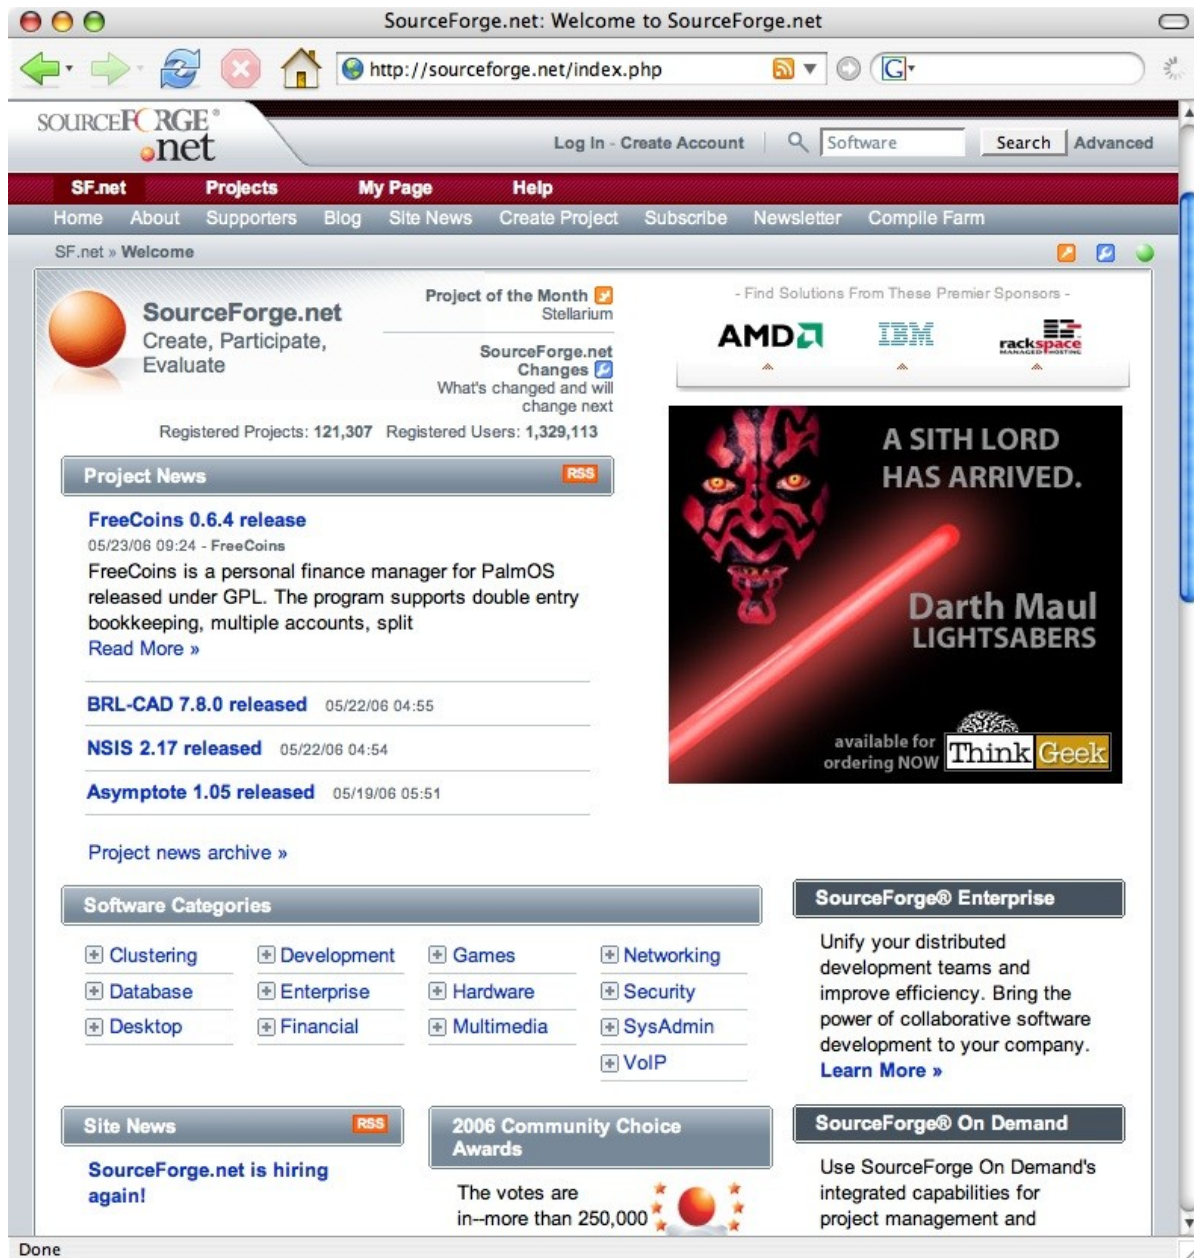 SourceForge.net: Welcome to SourceForge.net
http://sourceforge.net/index.php
G
SOURCEFORGE®
.net
Log In - Create Account
Software
Search
Advanced
SF.net Projects My Page Help
Home About Supporters Blog Site News Create Project Subscribe Newsletter Compile Farm
SF.net » Welcome
SourceForge.net
Create, Participate,
Evaluate
Project of the Month
Stellarium
SourceForge.net
Changes
What's changed and will
change next
Registered Projects: 121,307 Registered Users: 1,329,113
- Find Solutions From These Premier Sponsors -
AMD
IBM
rackspace
MANAGED HOSTING
Project News
RSS
FreeCoins 0.6.4 release
05/23/06 09:24 - FreeCoins
FreeCoins is a personal finance manager for PalmOS
released under GPL. The program supports double entry
bookkeeping, multiple accounts, split
Read More »
BRL-CAD 7.8.0 released 05/22/06 04:55
NSIS 2.17 released 05/22/06 04:54
Asymptote 1.05 released 05/19/06 05:51
Project news archive »
A SITH LORD
HAS ARRIVED.
Darth Maul
LIGHTSABERS
available for
ordering NOW
Think Geek
Software Categories
Clustering Development Games Networking
Database Enterprise Hardware Security
Desktop Financial Multimedia SysAdmin
VoIP
SourceForge® Enterprise
Unify your distributed
development teams and
improve efficiency. Bring the
power of collaborative software
development to your company.
Learn More »
Site News
RSS
SourceForge.net is hiring
again!
2006 Community Choice
Awards
The votes are
in--more than 250,000
SourceForge® On Demand
Use SourceForge On Demand's
integrated capabilities for
project management and
Done